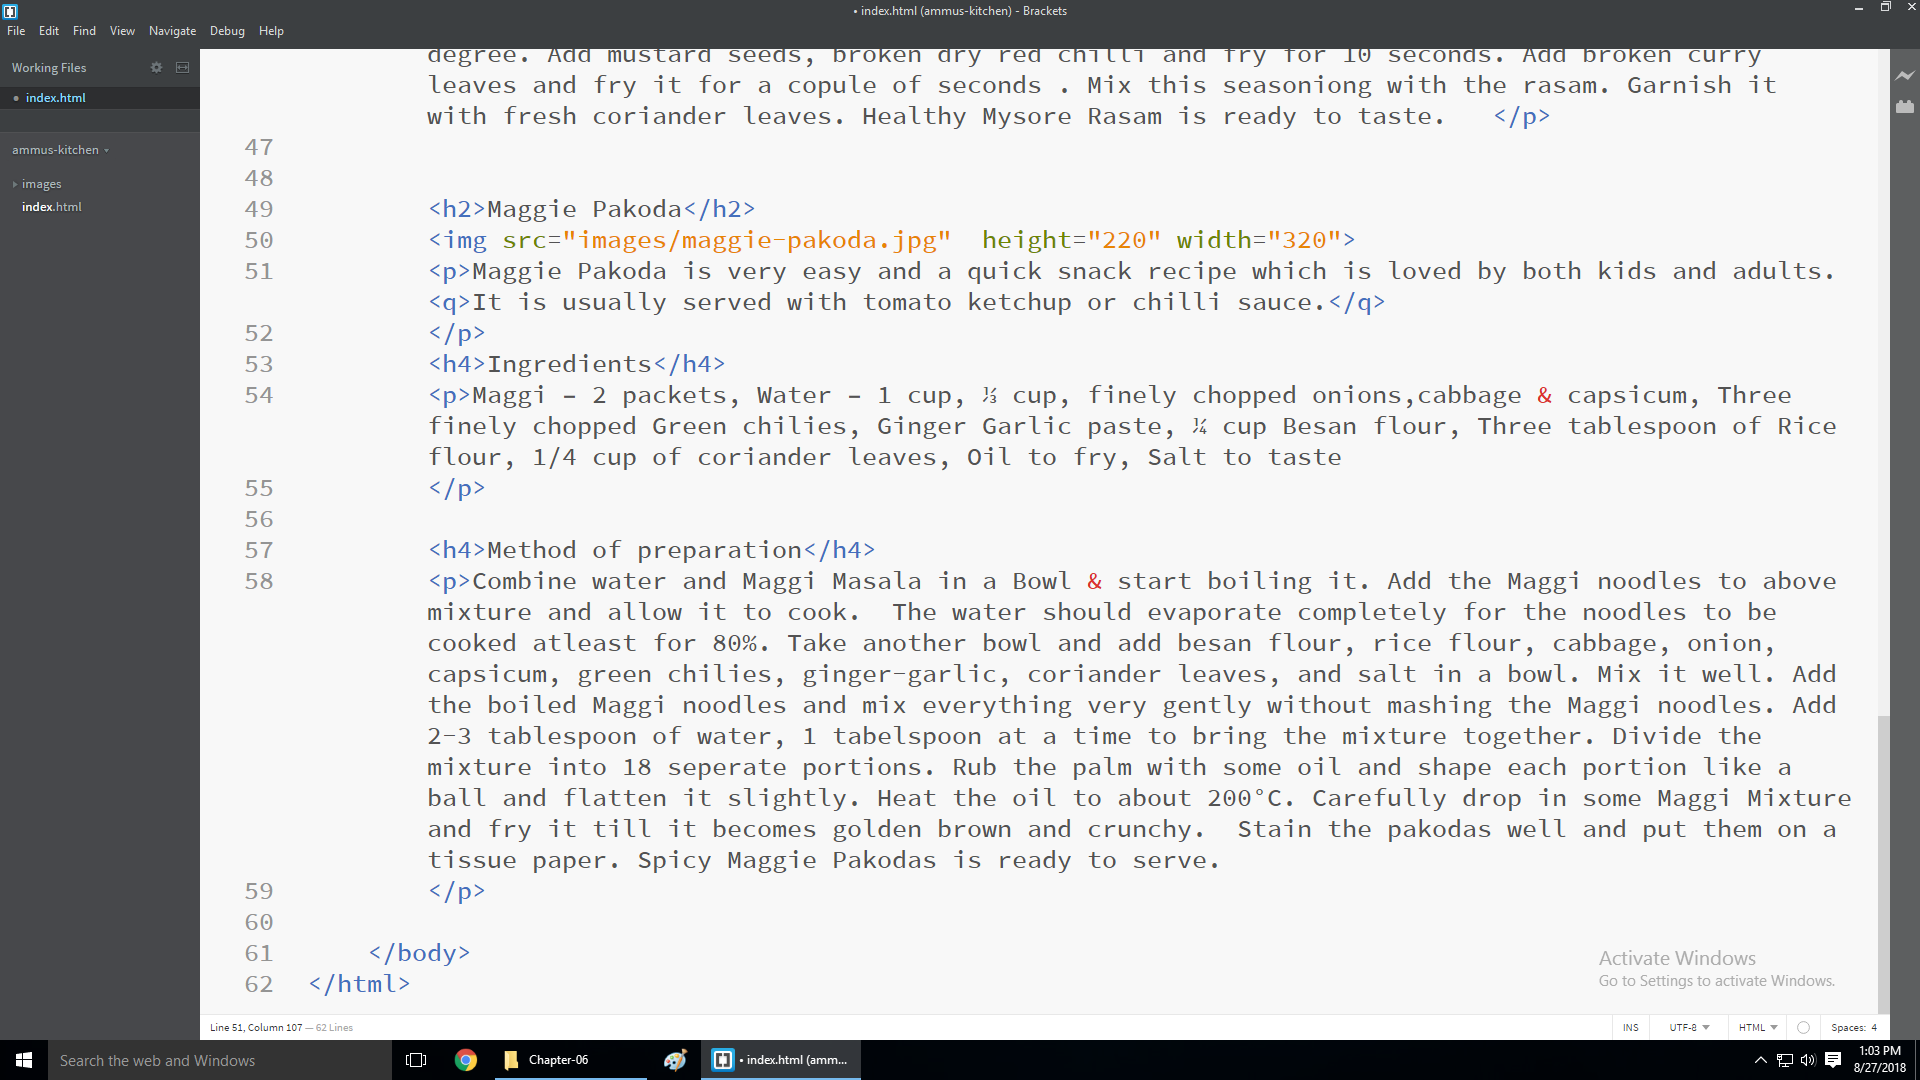 • index.html (ammus-kitchen) - Brackets
File Edit Find View Navigate Debug Help
Working Files
• index.html
ammus-kitchen
images
index.html
degree. Add mustard seeds, broken dry red chilli and fry for 10 seconds. Add broken curry
leaves and fry it for a copule of seconds . Mix this seasoniong with the rasam. Garnish it
with fresh coriander leaves. Healthy Mysore Rasam is ready to taste.   </p>
47
48
49 <h2>Maggie Pakoda</h2>
50 <img src="images/maggie-pakoda.jpg"  height="220" width="320">
51 <p>Maggie Pakoda is very easy and a quick snack recipe which is loved by both kids and adults.
<q>It is usually served with tomato ketchup or chilli sauce.</q>
52 </p>
53 <h4>Ingredients</h4>
54 <p>Maggi – 2 packets, Water – 1 cup, ⅓ cup, finely chopped onions,cabbage & capsicum, Three
finely chopped Green chilies, Ginger Garlic paste, ¼ cup Besan flour, Three tablespoon of Rice
flour, 1/4 cup of coriander leaves, Oil to fry, Salt to taste
55 </p>
56
57 <h4>Method of preparation</h4>
58 <p>Combine water and Maggi Masala in a Bowl & start boiling it. Add the Maggi noodles to above
mixture and allow it to cook.  The water should evaporate completely for the noodles to be
cooked atleast for 80%. Take another bowl and add besan flour, rice flour, cabbage, onion,
capsicum, green chilies, ginger-garlic, coriander leaves, and salt in a bowl. Mix it well. Add
the boiled Maggi noodles and mix everything very gently without mashing the Maggi noodles. Add
2-3 tablespoon of water, 1 tabelspoon at a time to bring the mixture together. Divide the
mixture into 18 seperate portions. Rub the palm with some oil and shape each portion like a
ball and flatten it slightly. Heat the oil to about 200°C. Carefully drop in some Maggi Mixture
and fry it till it becomes golden brown and crunchy.  Stain the pakodas well and put them on a
tissue paper. Spicy Maggie Pakodas is ready to serve.
59 </p>
60
61 </body>
62 </html>
Activate Windows
Go to Settings to activate Windows.
Line 51, Column 107 — 62 Lines
INS UTF-8 HTML Spaces: 4
Search the web and Windows
Chapter-06
• index.html (amm...
1:03 PM
8/27/2018